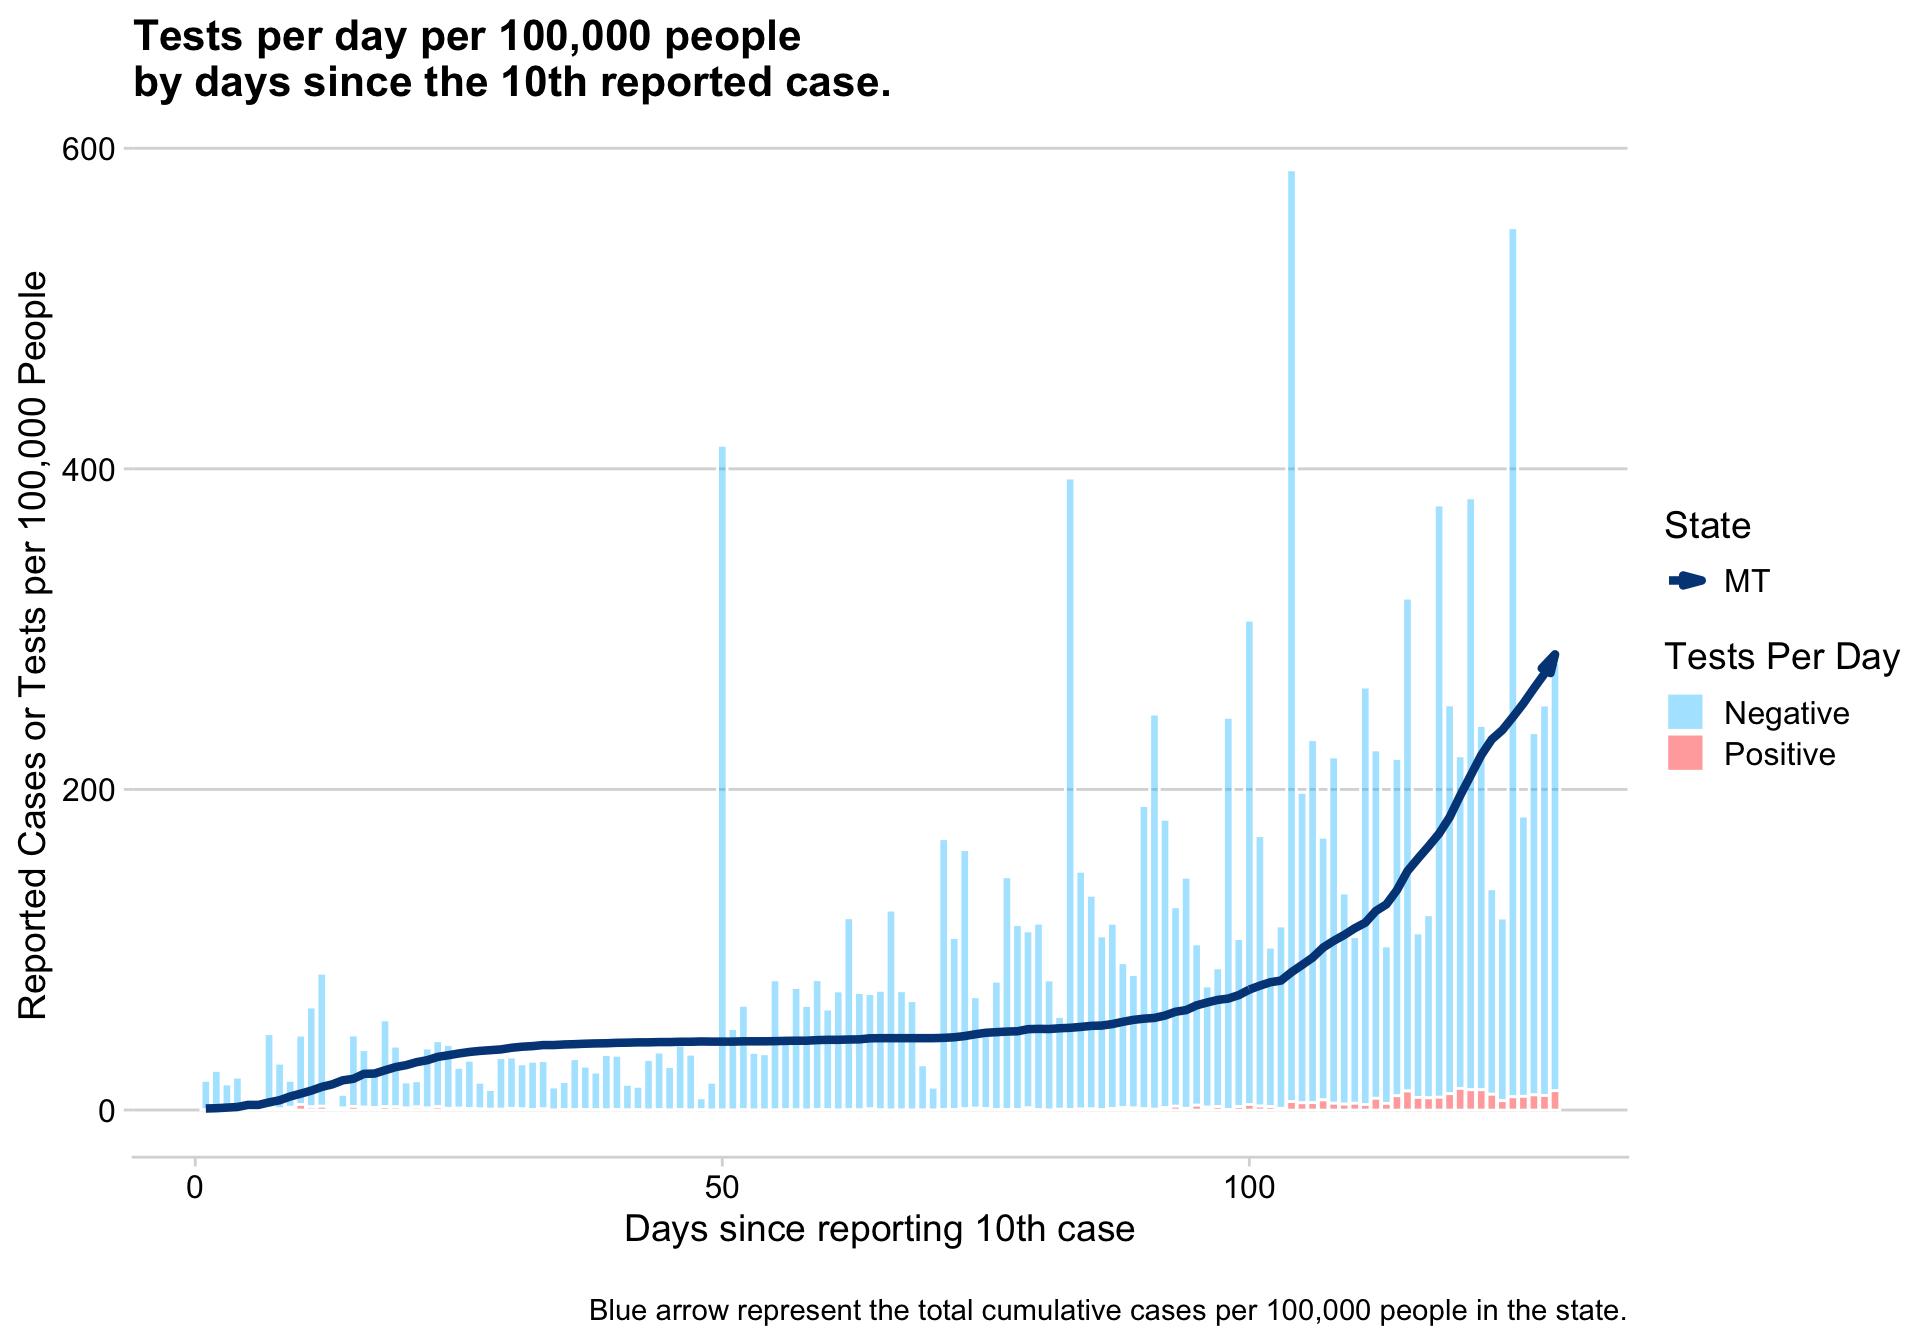 Tests per day per 100,000 people
by days since the 10th reported case.
Reported Cases or Tests per 100,000 People
600
400
200
0
0
50
100
Days since reporting 10th case
State
MT
Tests Per Day
Negative
Positive
Blue arrow represent the total cumulative cases per 100,000 people in the state.